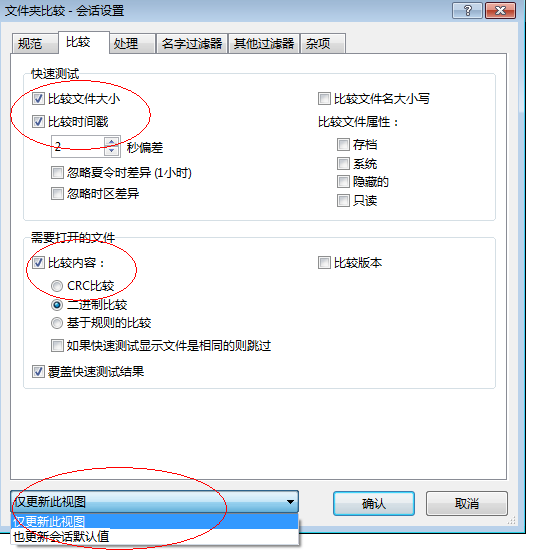 文件夹比较 - 会话设置
规范 比较 处理 名字过滤器 其他过滤器 杂项
快速测试
比较文件大小 比较文件名大小写
比较时间戳 比较文件属性：
2 秒偏差 存档
系统
忽略夏令时差异 (1小时)
隐藏的
忽略时区差异
只读
需要打开的文件
比较内容： 比较版本
CRC比较
二进制比较
基于规则的比较
如果快速测试显示文件是相同的则跳过
覆盖快速测试结果
仅更新此视图 确认 取消
仅更新此视图
也更新会话默认值